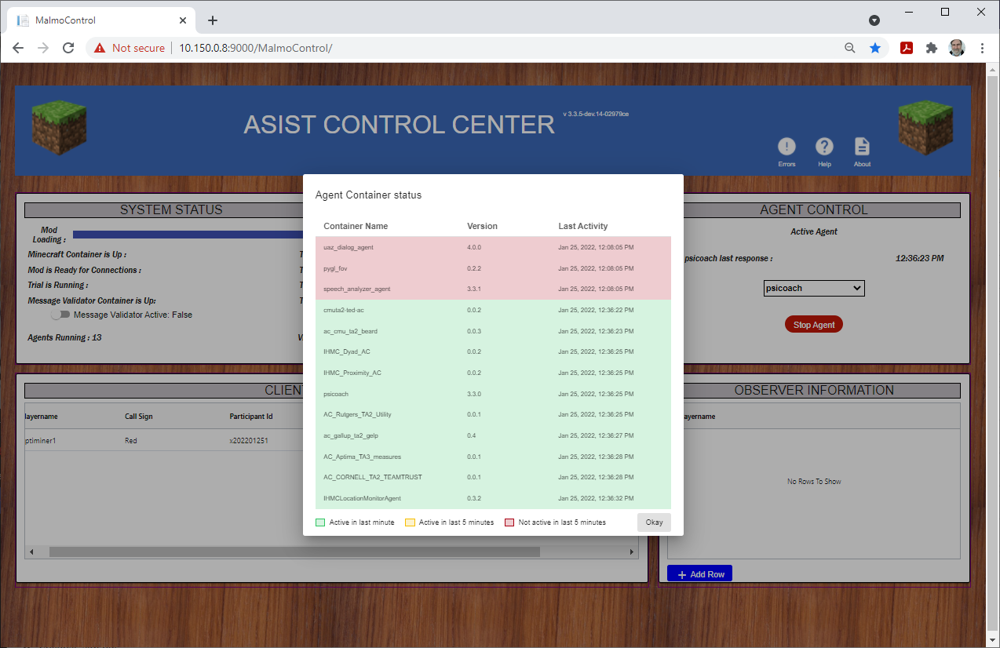 MalmoControl
Not secure 10.150.0.8:9000/MalmoControl/
ASIST CONTROL CENTER
v 3.3.5-dev.14-02979ce
Errors Help About
SYSTEM STATUS
Mod Loading :
Minecraft Container is Up : T
Mod is Ready for Connections : T
Trial is Running : T
Message Validator Container is Up: T
Message Validator Active: False
Agents Running : 13 V
Agent Container status
Container Name Version Last Activity
uaz_dialog_agent 4.0.0 Jan 25, 2022, 12:08:05 PM
pygl_fov 0.2.2 Jan 25, 2022, 12:08:05 PM
speech_analyzer_agent 3.3.1 Jan 25, 2022, 12:08:05 PM
cmuta2-ted-ac 0.0.2 Jan 25, 2022, 12:36:22 PM
ac_cmu_ta2_beard 0.0.3 Jan 25, 2022, 12:36:23 PM
IHMC_Dyad_AC 0.0.2 Jan 25, 2022, 12:36:25 PM
IHMC_Proximity_AC 0.0.2 Jan 25, 2022, 12:36:25 PM
psicoach 3.3.0 Jan 25, 2022, 12:36:25 PM
AC_Rutgers_TA2_Utility 0.0.1 Jan 25, 2022, 12:36:25 PM
ac_gallup_ta2_gelp 0.4 Jan 25, 2022, 12:36:27 PM
AC_Aptima_TA3_measures 0.0.1 Jan 25, 2022, 12:36:28 PM
AC_CORNELL_TA2_TEAMTRUST 0.0.1 Jan 25, 2022, 12:36:28 PM
IHMCLocationMonitorAgent 0.3.2 Jan 25, 2022, 12:36:32 PM
Active in last minute Active in last 5 minutes Not active in last 5 minutes Okay
AGENT CONTROL
Active Agent
psicoach last response : 12:36:23 PM
psicoach
Stop Agent
CLIENT
layername Call Sign Participant Id
ptiminer1 Red x202201251
OBSERVER INFORMATION
ayername
No Rows To Show
+ Add Row